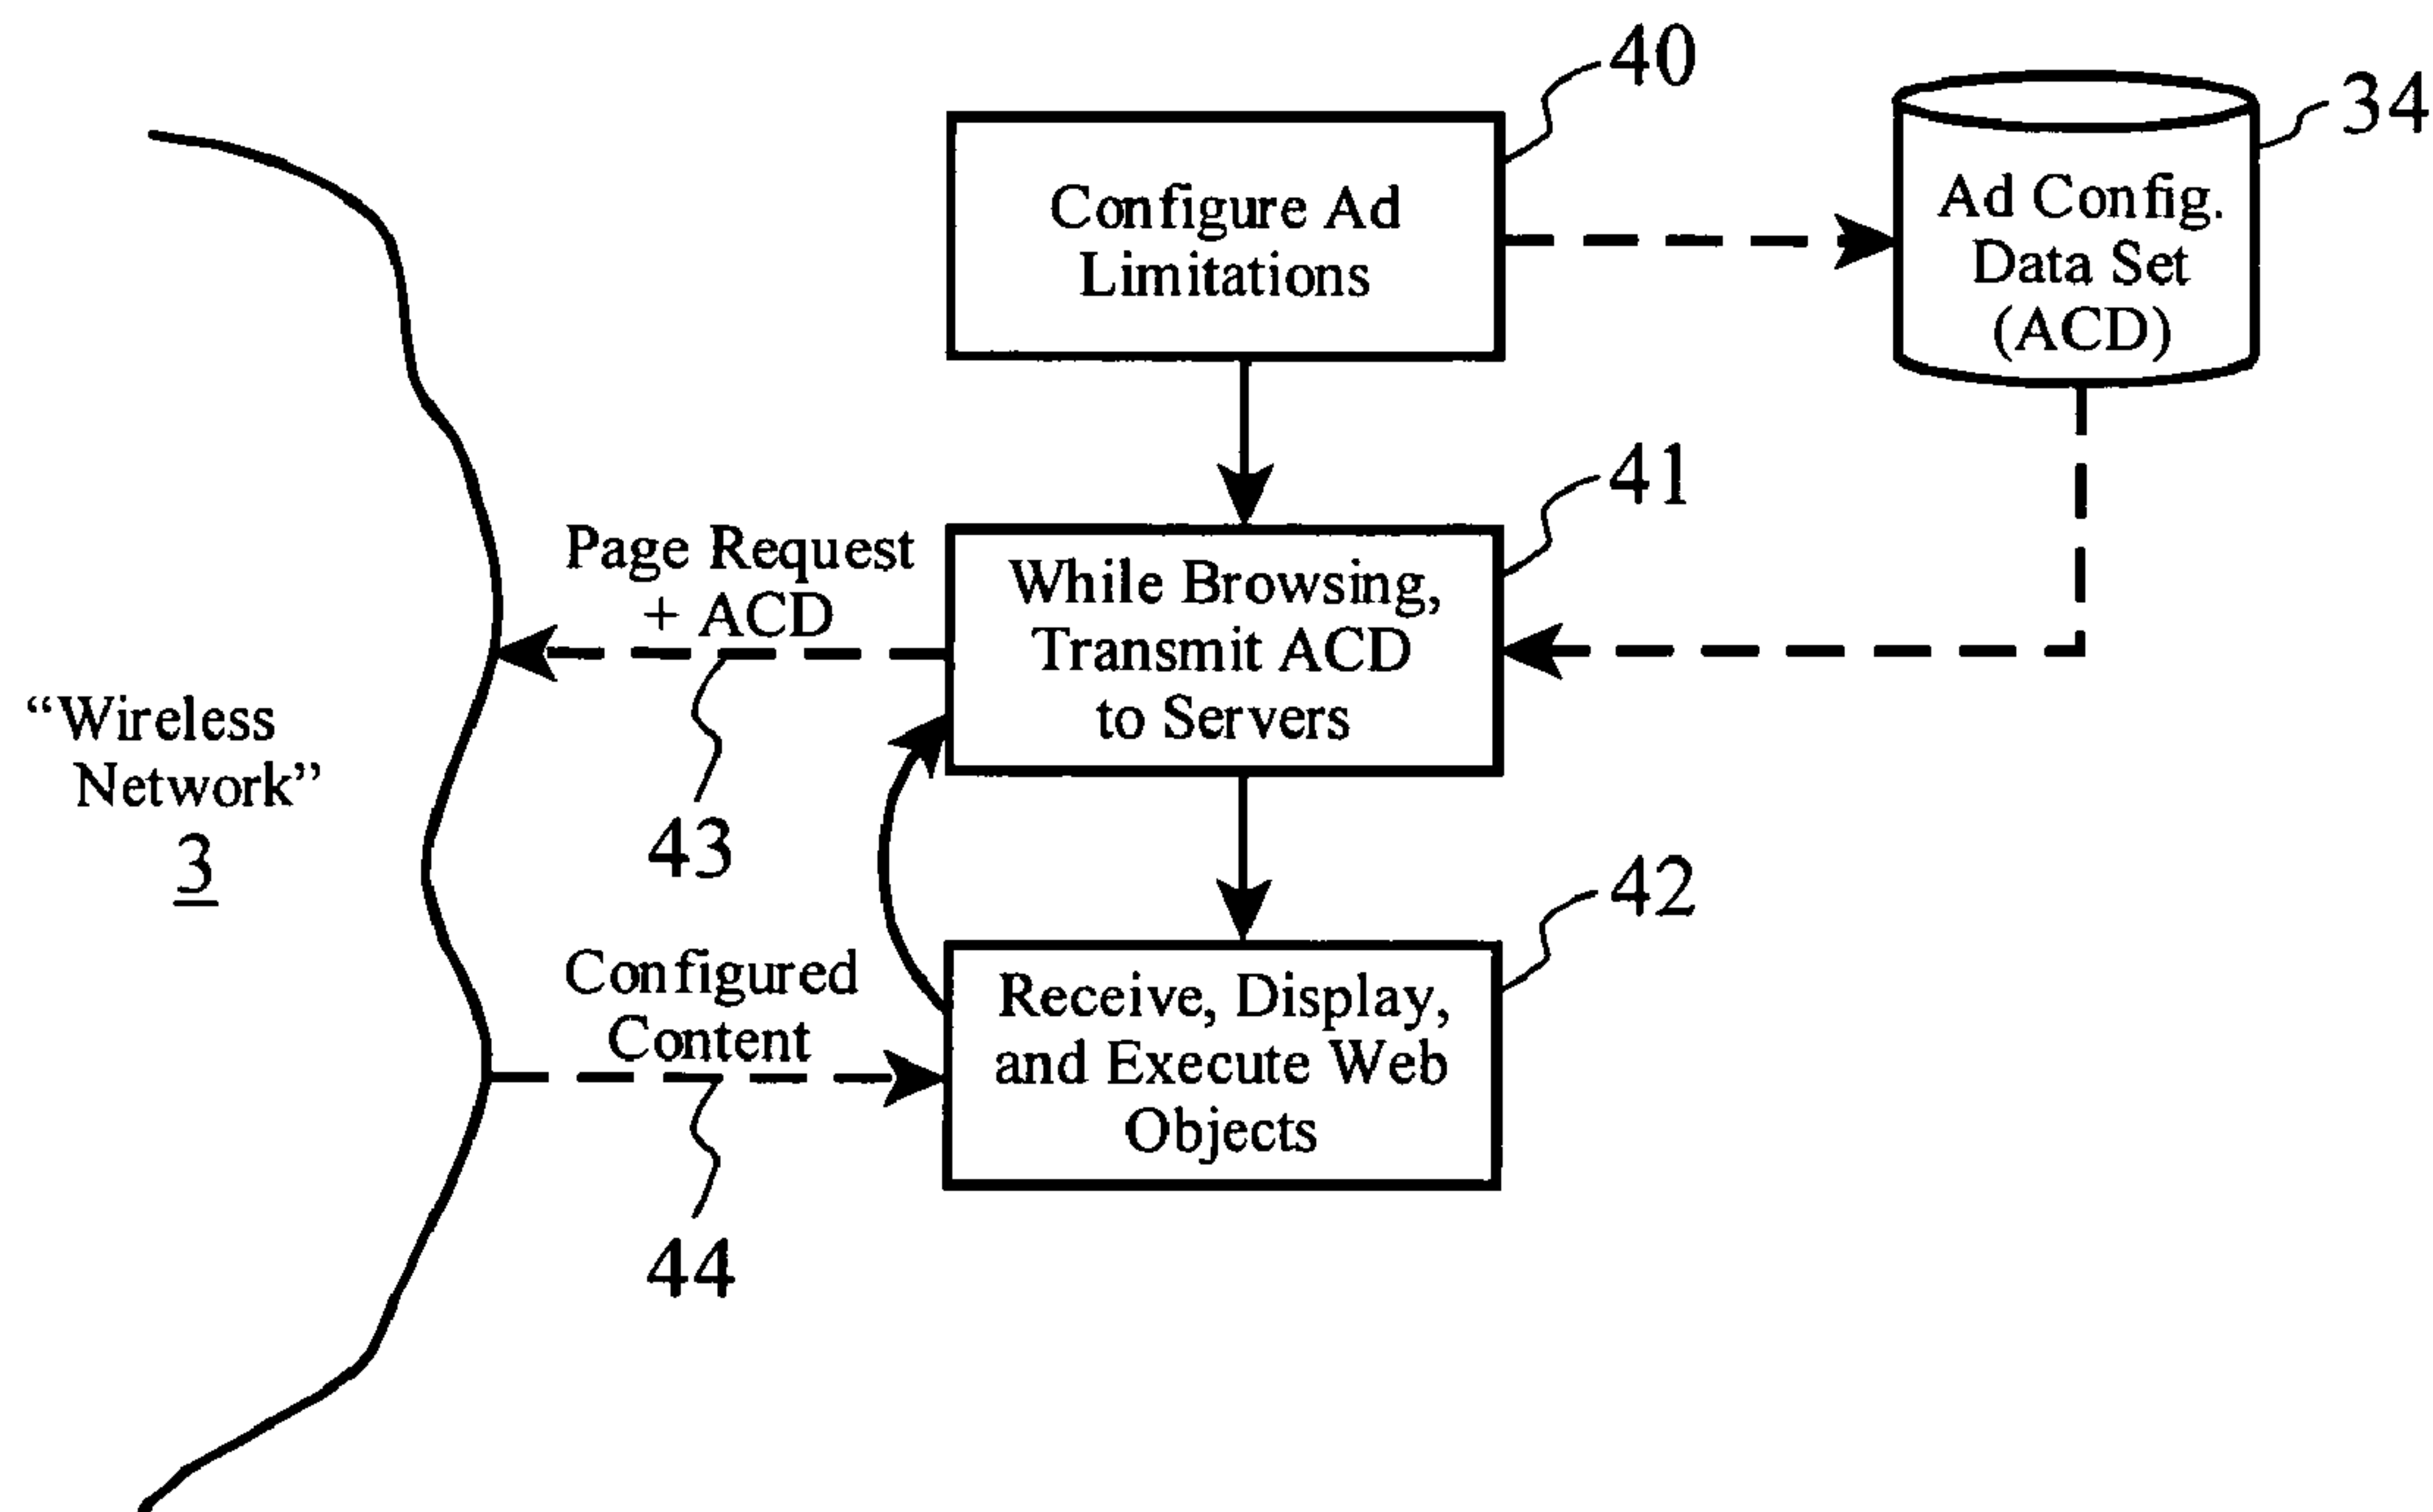 40
Configure Ad
Limitations
34
Ad Config.
Data Set
(ACD)
41
While Browsing,
Transmit ACD
to Servers
Page Request
+ ACD
43
“Wireless
Network”
3
42
Receive, Display,
and Execute Web
Objects
Configured
Content
44